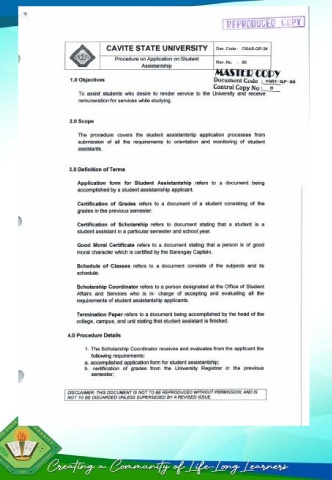 REPRODUCED COPY
CAVITE STATE UNIVERSITY
Doc. Code : OSAS-QP-24
Procedure on Application on Student
Assistantship
Rev. No. : 00
MASTER COPY
Document Code :
Control Copy No : 0
1.0 Objectives
To assist students who desire to render service to the University and receive
remuneration for services while studying.
2.0 Scope
The procedure covers the student assistantship application processes from
submission of all the requirements to orientation and monitoring of student
assistants.
3.0 Definition of Terms
Application form for Student Assistantship refers to a document being
accomplished by a student assistantship applicant.
Certification of Grades refers to a document of a student consisting of the
grades in the previous semester.
Certification of Scholarship refers to document stating that a student is a
student assistant in a particular semester and school year.
Good Moral Certificate refers to a document stating that a person is of good
moral character which is certified by the Barangay Captain.
Schedule of Classes refers to a document consists of the subjects and its
schedule.
Scholarship Coordinator refers to a person designated at the Office of Student
Affairs and Services who is in- charge of accepting and evaluating all the
requirements of student assistantship applicants.
Termination Paper refers to a document being accomplished by the head of the
college, campus, and unit stating that student assistant is finished.
4.0 Procedure Details
1. The Scholarship Coordinator receives and evaluates from the applicant the
following requirements:
a. accomplished application form for student assistantship;
b. certification of grades from the University Registrar in the previous
semester;
DISCLAIMER: THIS DOCUMENT IS NOT TO BE REPRODUCED WITHOUT PERMISSION, AND IS
NOT TO BE DISCARDED UNLESS SUPERSEDED BY A REVISED ISSUE.
Creating a Community of Life-Long Learners